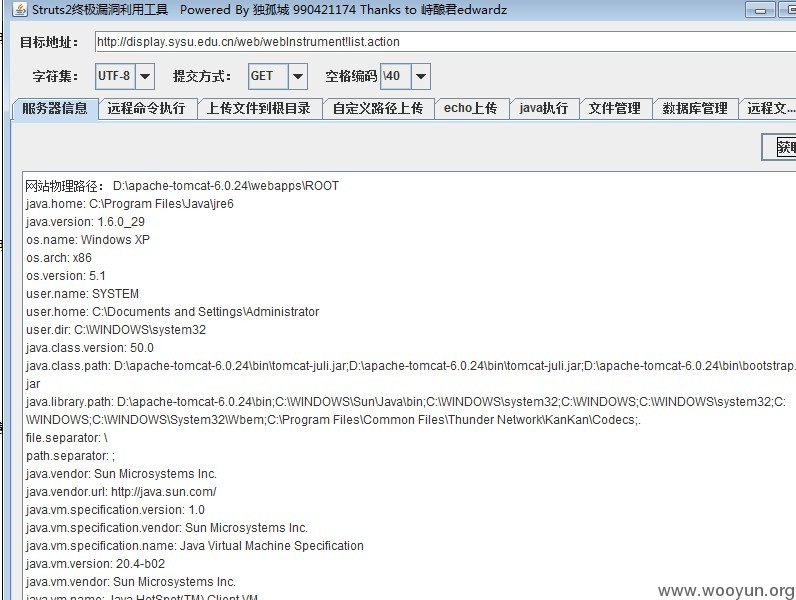 Struts2终极漏洞利用工具 Powered By 独孤城 990421174 Thanks to 峙酿君edwardz
目标地址： http://display.sysu.edu.cn/web/webInstrument!list.action
字符集： UTF-8 提交方式： GET 空格编码 \40
服务器信息 远程命令执行 上传文件到根目录 自定义路径上传 echo上传 java执行 文件管理 数据库管理 远程文...
网站物理路径： D:\apache-tomcat-6.0.24\webapps\ROOT
java.home: C:\Program Files\Java\jre6
java.version: 1.6.0_29
os.name: Windows XP
os.arch: x86
os.version: 5.1
user.name: SYSTEM
user.home: C:\Documents and Settings\Administrator
user.dir: C:\WINDOWS\system32
java.class.version: 50.0
java.class.path: D:\apache-tomcat-6.0.24\bin\tomcat-juli.jar;D:\apache-tomcat-6.0.24\bin\tomcat-juli.jar;D:\apache-tomcat-6.0.24\bin\bootstrap.
jar
java.library.path: D:\apache-tomcat-6.0.24\bin;C:\WINDOWS\Sun\Java\bin;C:\WINDOWS\system32;C:\WINDOWS;C:\WINDOWS\system32;C:
\WINDOWS;C:\WINDOWS\System32\Wbem;C:\Program Files\Common Files\Thunder Network\KanKan\Codecs;.
file.separator: \
path.separator: ;
java.vendor: Sun Microsystems Inc.
java.vendor.url: http://java.sun.com/
java.vm.specification.version: 1.0
java.vm.specification.vendor: Sun Microsystems Inc.
java.vm.specification.name: Java Virtual Machine Specification
java.vm.version: 20.4-b02
java.vm.vendor: Sun Microsystems Inc.
java.vm.name: Java HotSpot(TM) Client VM
www.wooyun.org